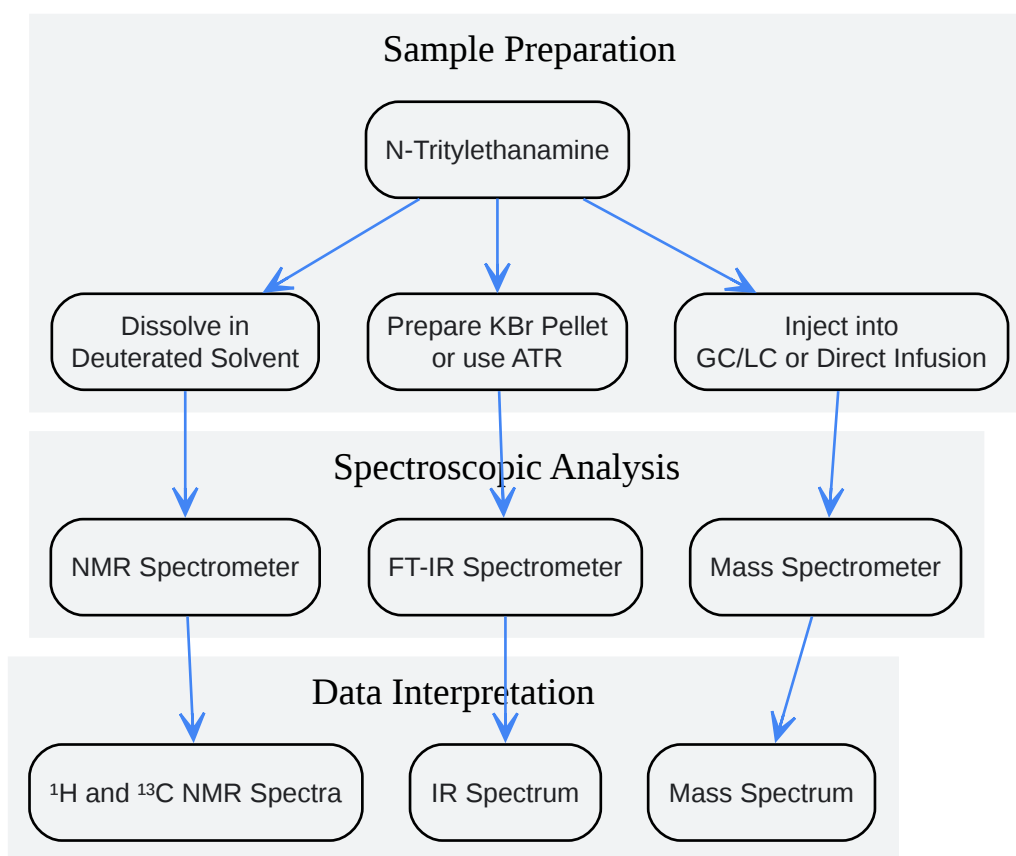 Sample Preparation
N-Tritylethanamine
Dissolve in
Deuterated Solvent
Prepare KBr Pellet
or use ATR
Inject into
GC/LC or Direct Infusion
Spectroscopic Analysis
NMR Spectrometer
FT-IR Spectrometer
Mass Spectrometer
Data Interpretation
¹H and ¹³C NMR Spectra
IR Spectrum
Mass Spectrum